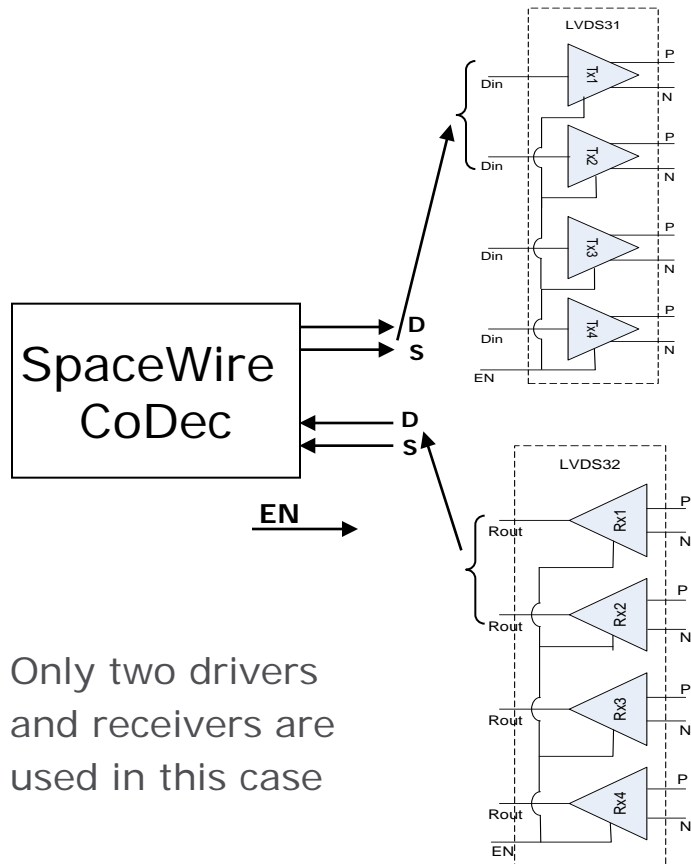 LVDS31
Din
Tx1
P
N
Din
Tx2
P
N
Din
Tx3
P
N
Din
Tx4
P
N
EN
SpaceWire
CoDec
D
S
D
S
EN
LVDS32
Rout
Rx1
P
N
Rout
Rx2
P
N
Rout
Rx3
P
N
Rout
Rx4
P
N
EN
Only two drivers
and receivers are
used in this case